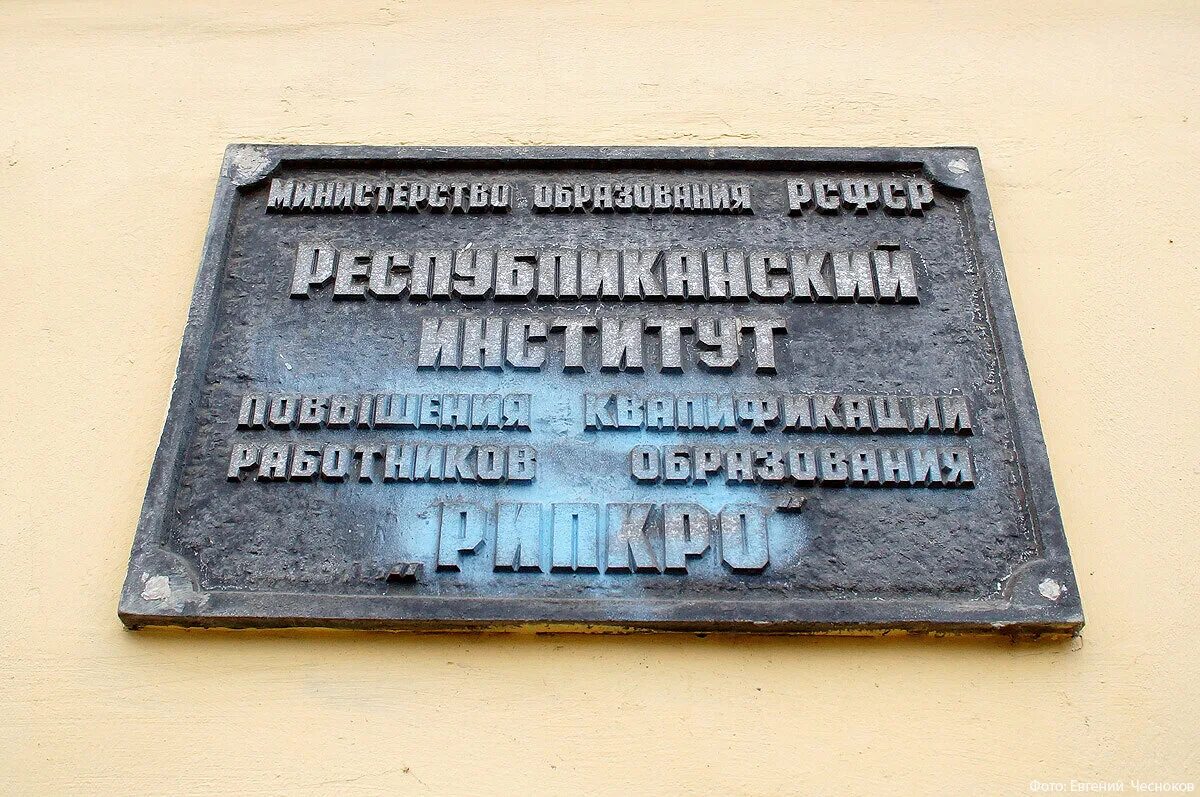 Министерство образования РСФСР
Республиканский
институт
повышения квалификации
работников образования
„РИПКРО“
Фото: Евгений Чесноков